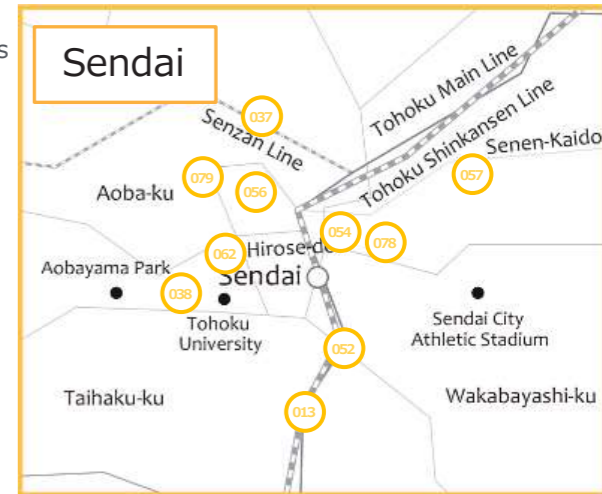 s
Sendai
Tohoku Main Line
037
Senzan Line
Tohoku Shinkansen Line
Senen-Kaido
079
056
057
Aoba-ku
054
078
062
Hirose-d
Sendai
Aobayama Park
038
Tohoku
University
Sendai City
Athletic Stadium
052
Taihaku-ku
Wakabayashi-ku
013